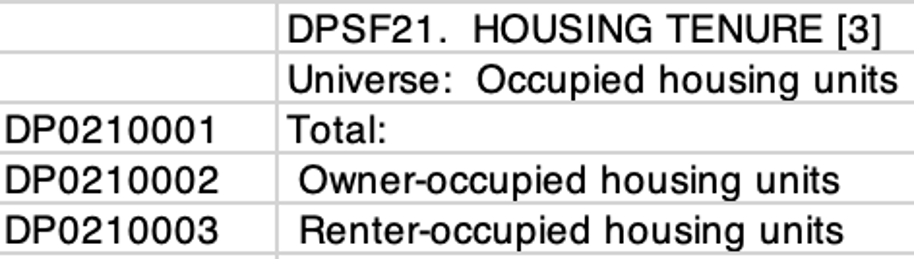 DPSF21.  HOUSING TENURE [3]
Universe:  Occupied housing units
DP0210001 Total:
DP0210002 Owner-occupied housing units
DP0210003 Renter-occupied housing units